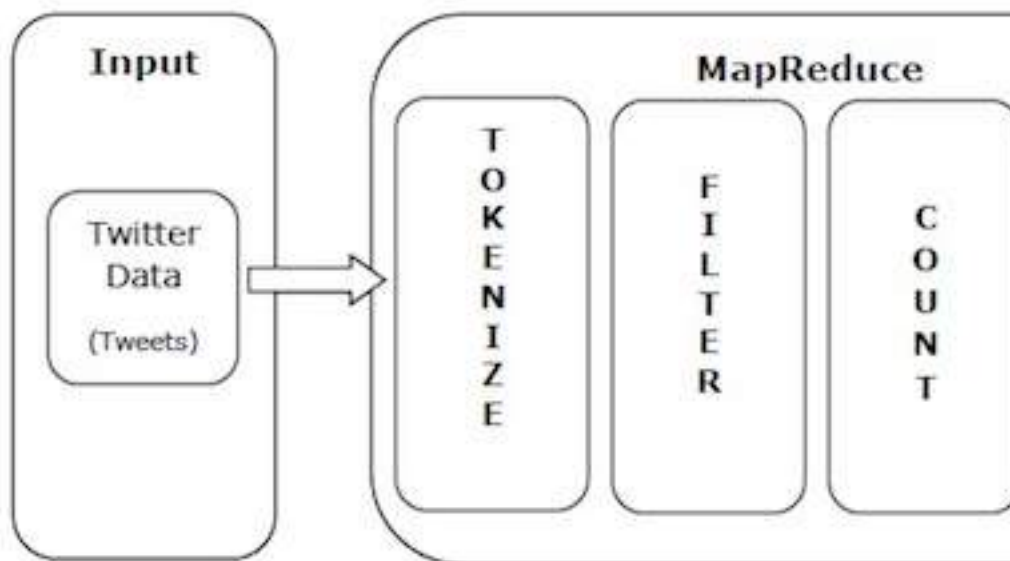 Input
Twitter
Data
(Tweets)
MapReduce
TOKENIZE
FILTER
COUNT